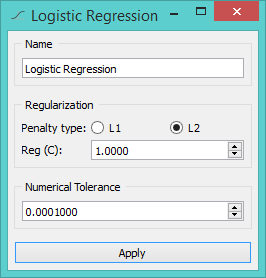 Logistic Regression
Name
Logistic Regression
Regularization
Penalty type: L1 L2
Reg (C): 1.0000
Numerical Tolerance
0.0001000
Apply